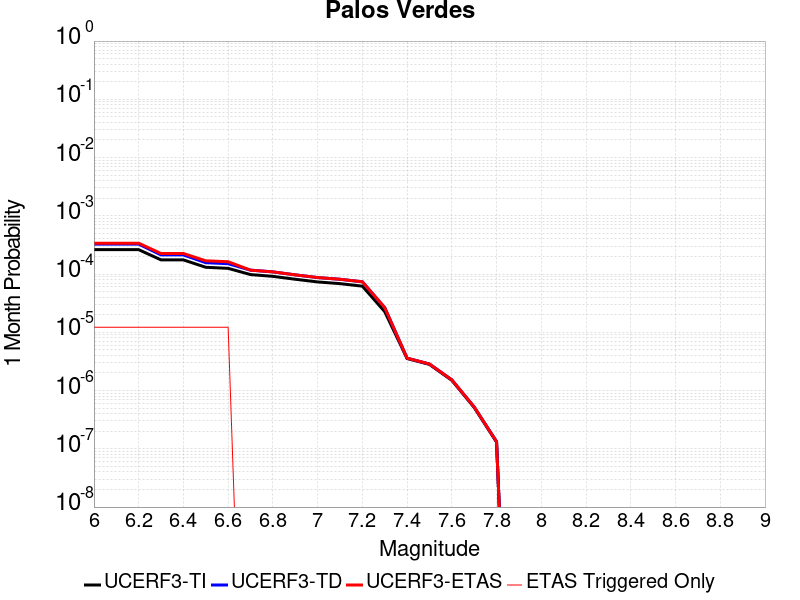 Palos Verdes
1 Month Probability
10^0
10^-1
10^-2
10^-3
10^-4
10^-5
10^-6
10^-7
10^-8
6 6.2 6.4 6.6 6.8 7 7.2 7.4 7.6 7.8 8 8.2 8.4 8.6 8.8 9
Magnitude
UCERF3-TI UCERF3-TD UCERF3-ETAS ETAS Triggered Only